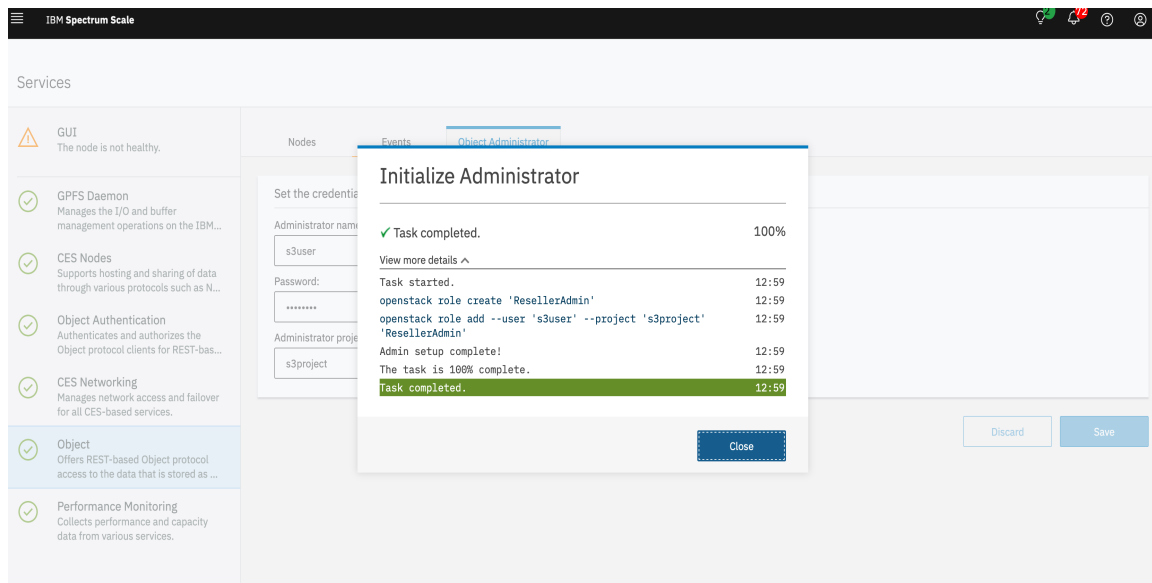 IBM Spectrum Scale
72
Services
GUI
The node is not healthy.
GPFS Daemon
Manages the I/O and buffer
management operations on the IBM...
CES Nodes
Supports hosting and sharing of data
through various protocols such as N...
Object Authentication
Authenticates and authorizes the
Object protocol clients for REST-bas...
CES Networking
Manages network access and failover
for all CES-based services.
Object
Offers REST-based Object protocol
access to the data that is stored as ...
Performance Monitoring
Collects performance and capacity
data from various services.
Nodes Events Object Administrator
Set the credentia
Administrator name
s3user
Password:
••••••••
Administrator proje
s3project
Initialize Administrator
Task completed. 100%
View more details
Task started. 12:59
openstack role create 'ResellerAdmin' 12:59
openstack role add --user 's3user' --project 's3project' 12:59
'ResellerAdmin'
Admin setup complete! 12:59
The task is 100% complete. 12:59
Task completed. 12:59
Close
Discard Save